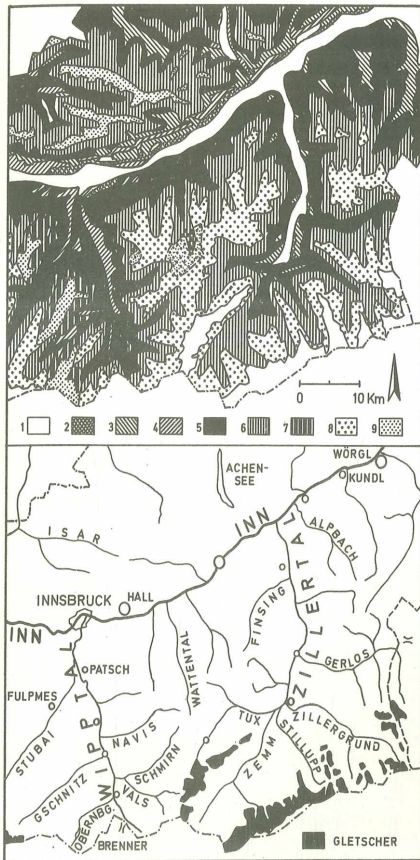 0 10 Km
1 2 3 4 5 6 7 8 9
WÖRGL
KUNDL
ACHEN-
SEE
INN
ALPBACH
ISAR
INNSBRUCK
HALL
INN
WATTENTAL
FINSING
ZILLERTAL
PATSCH
FULPMES
GERLOS
STUBAI
WIPPTAL
NAVIS
TUX
ZILLERGRUND
SCHMIRN
STILLUPP
ZEMM
GSCHNITZ
VALS
OBERNBG.
BRENNER
GLETSCHER